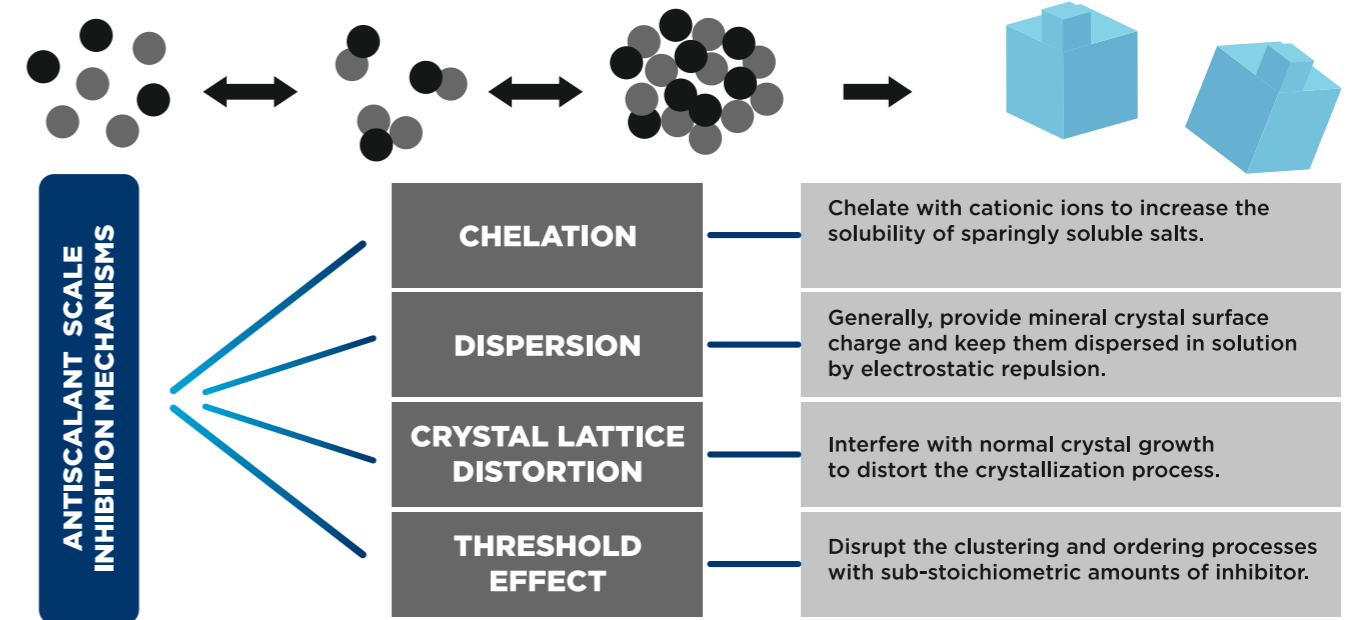 ANTISCALANT SCALE
INHIBITION MECHANISMS
CHELATION
Chelate with cationic ions to increase the
solubility of sparingly soluble salts.
DISPERSION
Generally, provide mineral crystal surface
charge and keep them dispersed in solution
by electrostatic repulsion.
CRYSTAL LATTICE
DISTORTION
Interfere with normal crystal growth
to distort the crystallization process.
THRESHOLD
EFFECT
Disrupt the clustering and ordering processes
with sub-stoichiometric amounts of inhibitor.